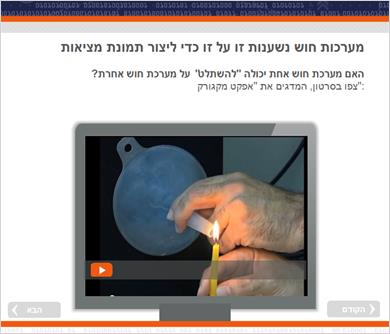 מערכות חוש נשענות זו על זו כדי ליצור תמונת מציאות
האם מערכת חוש אחת יכולה "להשתלט' על מערכת חוש אחרת?
צפו בסרטון, המדגים את "אפקט מקגורק":
הקודם
הבא